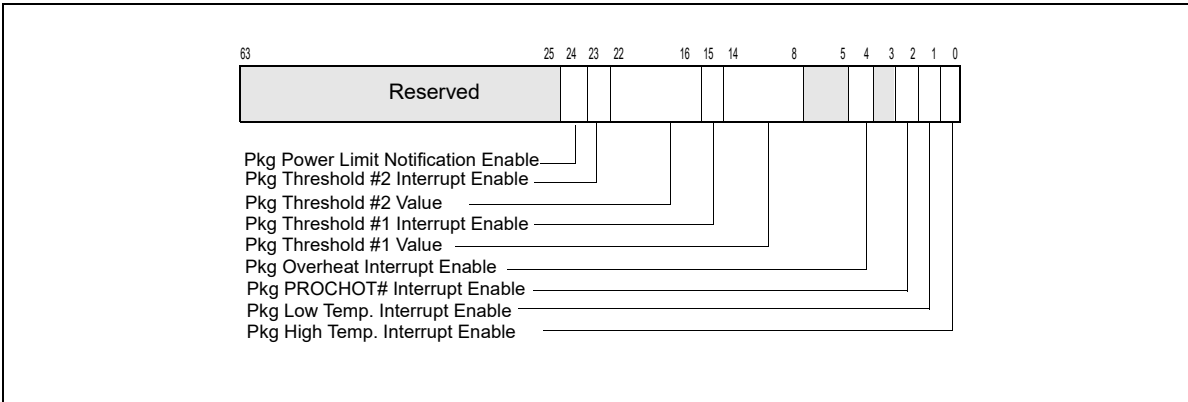 63 25 24 23 22 16 15 14 8 5 4 3 2 1 0
Reserved
Pkg Power Limit Notification Enable
Pkg Threshold #2 Interrupt Enable
Pkg Threshold #2 Value
Pkg Threshold #1 Interrupt Enable
Pkg Threshold #1 Value
Pkg Overheat Interrupt Enable
Pkg PROCHOT# Interrupt Enable
Pkg Low Temp. Interrupt Enable
Pkg High Temp. Interrupt Enable